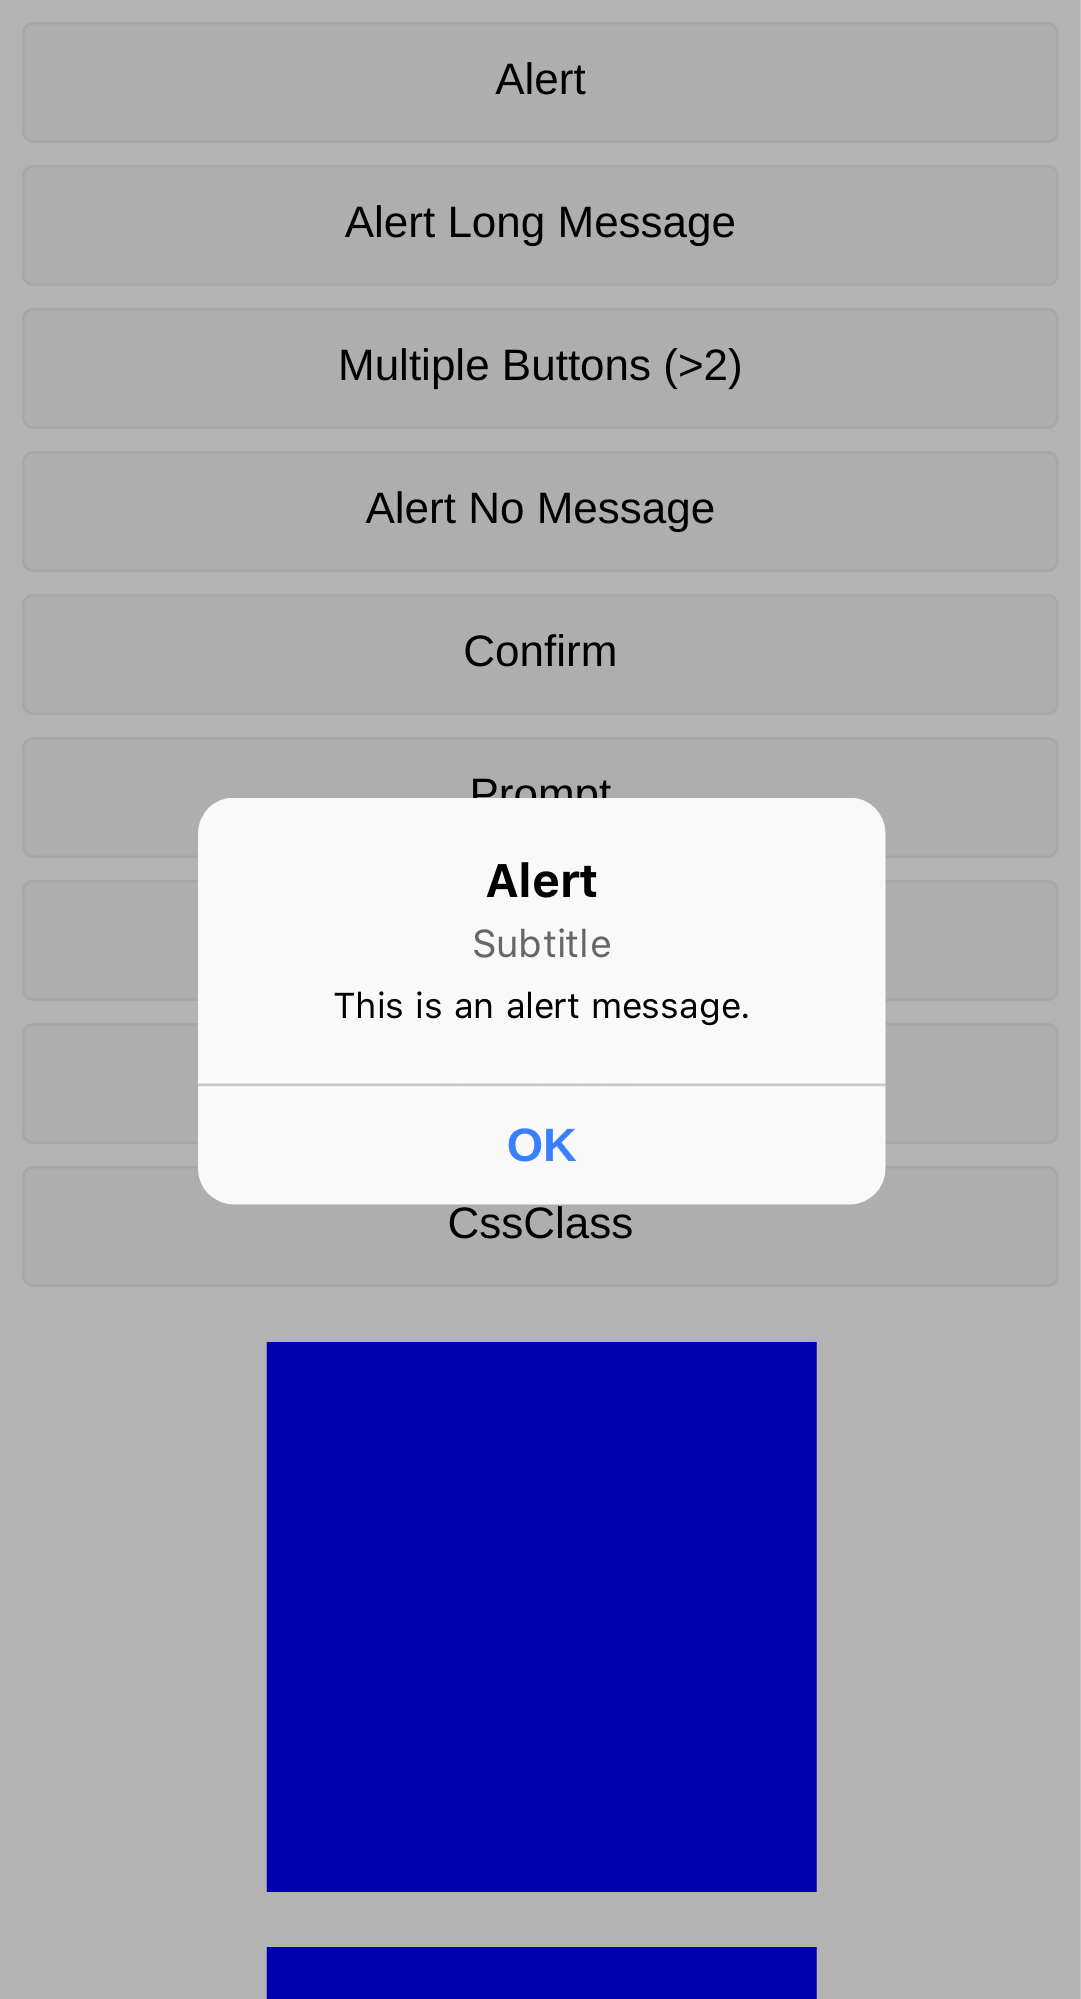 Alert
Alert Long Message
Multiple Buttons (>2)
Alert No Message
Confirm
Prompt
Alert
Subtitle
This is an alert message.
OK
CssClass